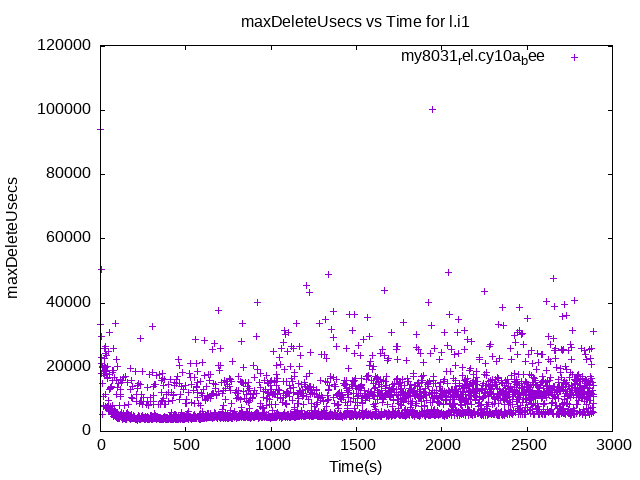 maxDeleteUsecs vs Time for l.i1
my8031rel.cy10abee
120000
100000
80000
60000
40000
20000
0
maxDeleteUsecs
0 500 1000 1500 2000 2500 3000
Time(s)